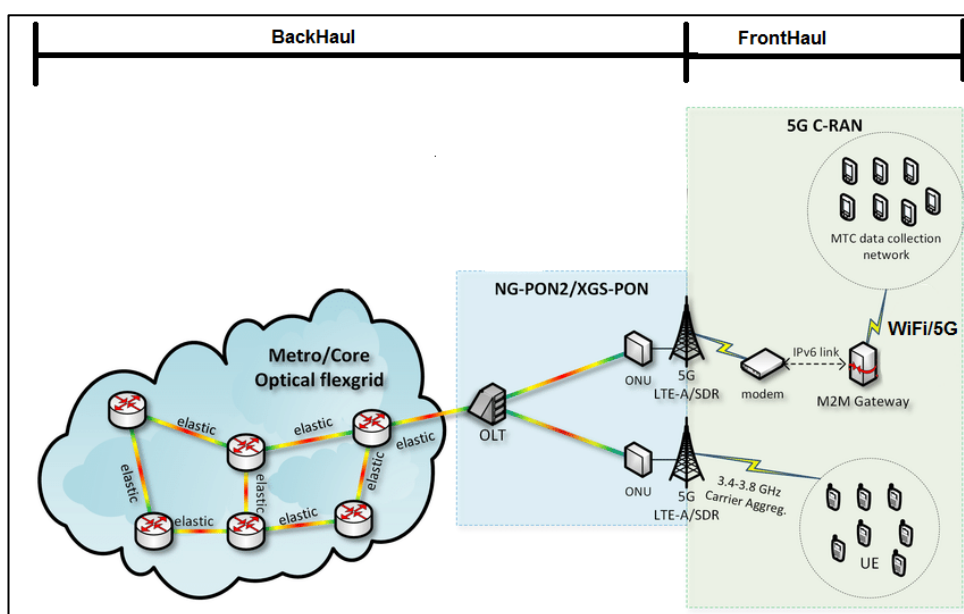 BackHaul
FrontHaul
5G C-RAN
MTC data collection
network
NG-PON2/XGS-PON
WiFi/5G
Metro/Core
Optical flexgrid
IPv6 link
ONU
5G
LTE-A/SDR
modem
M2M Gateway
OLT
elastic
elastic
elastic
elastic
elastic
elastic
elastic
elastic
ONU
5G
LTE-A/SDR
3.4-3.8 GHz
Carrier Aggreg.
UE